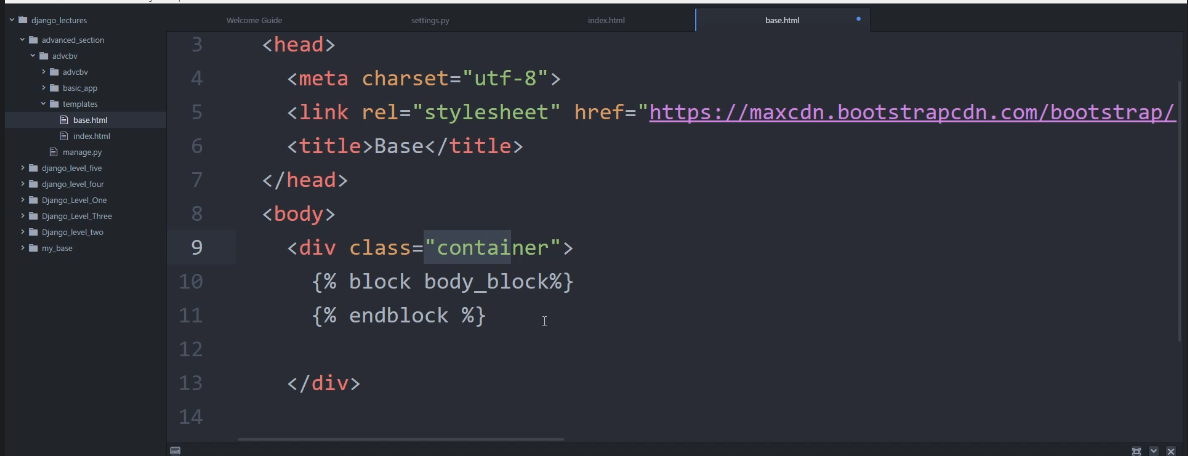 django_lectures
advanced_section
advcbv
advcbv
basic_app
templates
base.html
index.html
manage.py
django_level_five
django_level_four
Django_Level_One
Django_Level_Three
Django_level_two
my_base
Welcome Guide settings.py index.html base.html
3 <head>
4 <meta charset="utf-8">
5 <link rel="stylesheet" href="https://maxcdn.bootstrapcdn.com/bootstrap/
6 <title>Base</title>
7 </head>
8 <body>
9 <div class="container">
10 {% block body_block%}
11 {% endblock %}
12
13 </div>
14